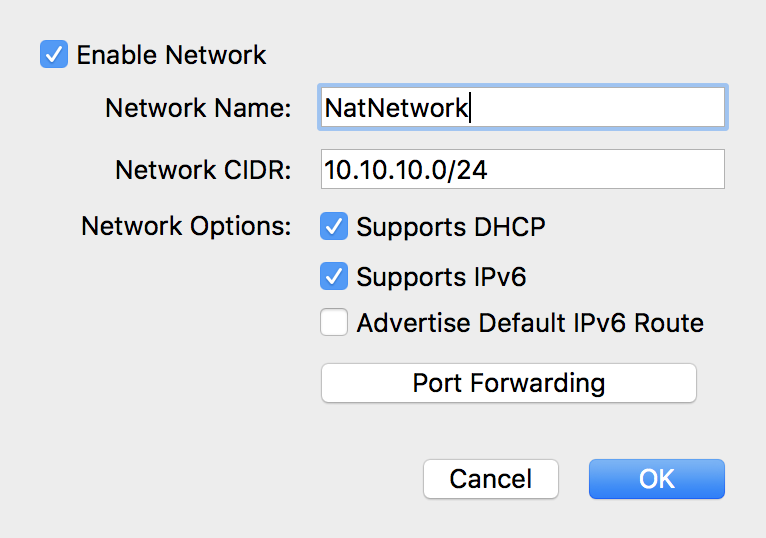 Enable Network
Network Name: NatNetwork
Network CIDR: 10.10.10.0/24
Network Options: Supports DHCP
Supports IPv6
Advertise Default IPv6 Route
Port Forwarding
Cancel OK